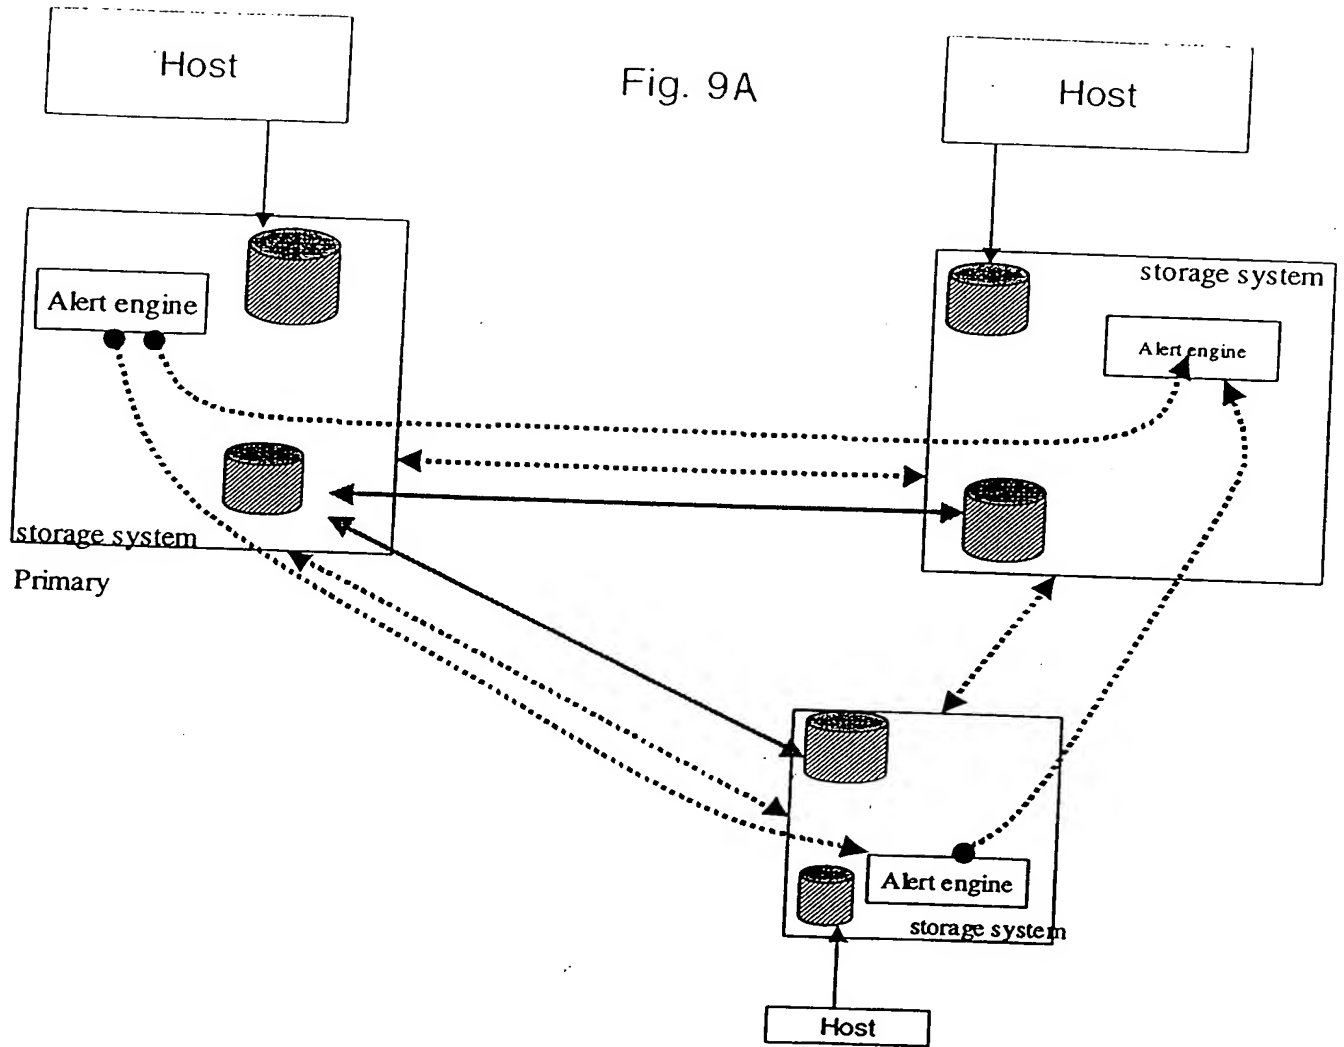 Host
Fig. 9A
Host
Alert engine
storage system
Alert engine
storage system
Primary
Alert engine
storage system
Host